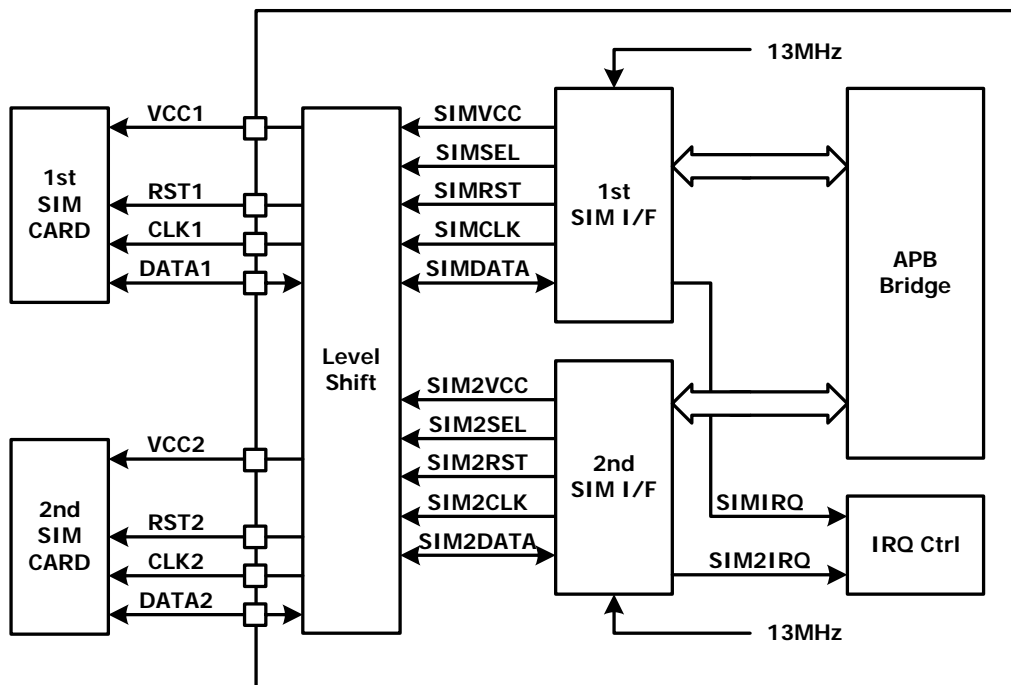 13MHz
VCC1
RST1
CLK1
DATA1
1st
SIM
CARD
SIMVCC
SIMSEL
SIMRST
SIMCLK
SIMDATA
1st
SIM I/F
APB
Bridge
Level
Shift
VCC2
RST2
CLK2
DATA2
2nd
SIM
CARD
SIM2VCC
SIM2SEL
SIM2RST
SIM2CLK
SIM2DATA
2nd
SIM I/F
SIMIRQ
SIM2IRQ
IRQ Ctrl
13MHz